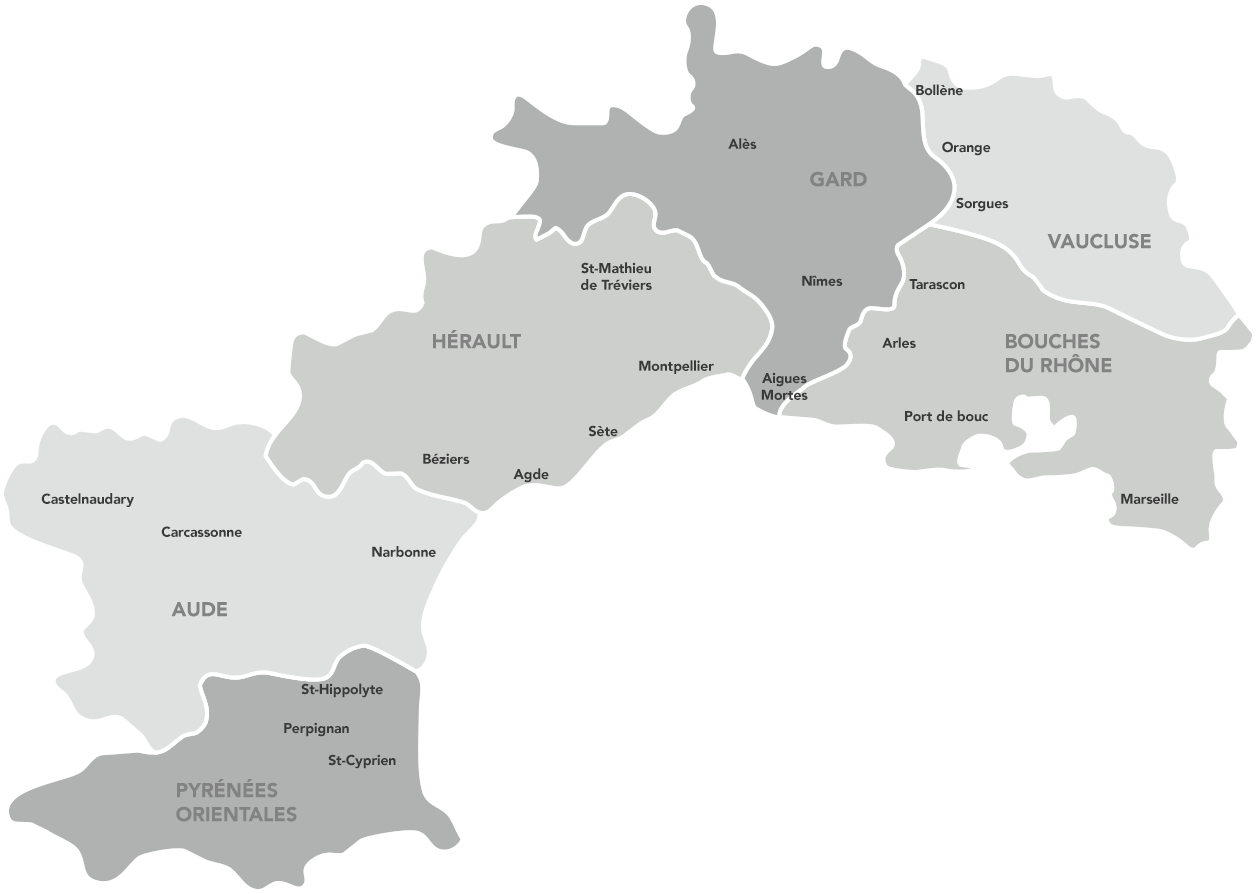 Bollène
Alès
Orange
GARD
Sorgues
VAUCLUSE
St-Mathieu
de Tréviers
Nîmes
Tarascon
HÉRAULT
Arles
BOUCHES
DU RHÔNE
Montpellier
Aigues
Mortes
Port de bouc
Sète
Béziers
Agde
Castelnaudary
Marseille
Carcassonne
Narbonne
AUDE
St-Hippolyte
Perpignan
St-Cyprien
PYRÉNÉES
ORIENTALES